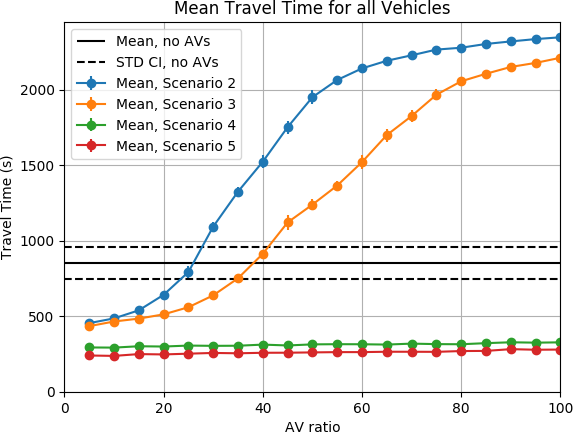 Mean Travel Time for all Vehicles
Mean, no AVs
STD CI, no AVs
Mean, Scenario 2
Mean, Scenario 3
Mean, Scenario 4
Mean, Scenario 5
Travel Time (s)
2000
1500
1000
500
0
0 20 40 60 80 100
AV ratio